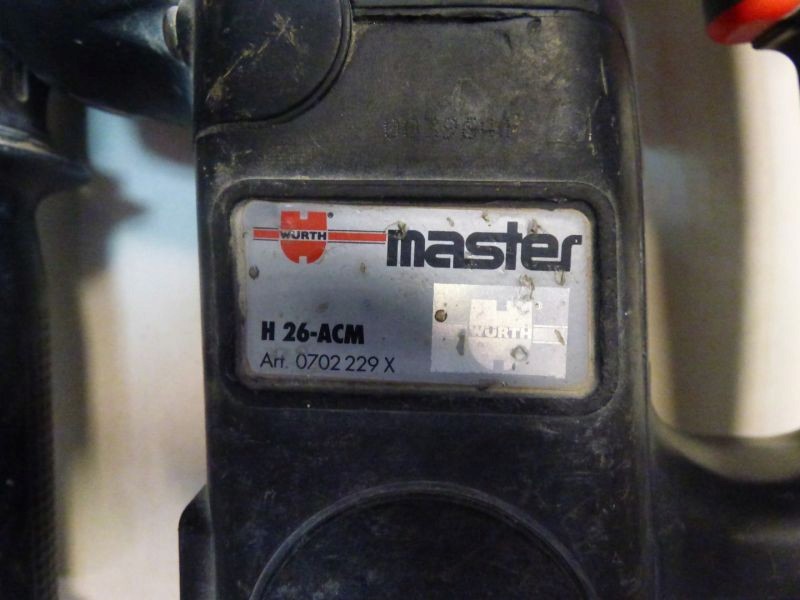 WÜRTH
master
WÜRTH
H 26-ACM
Art. 0702 229 X